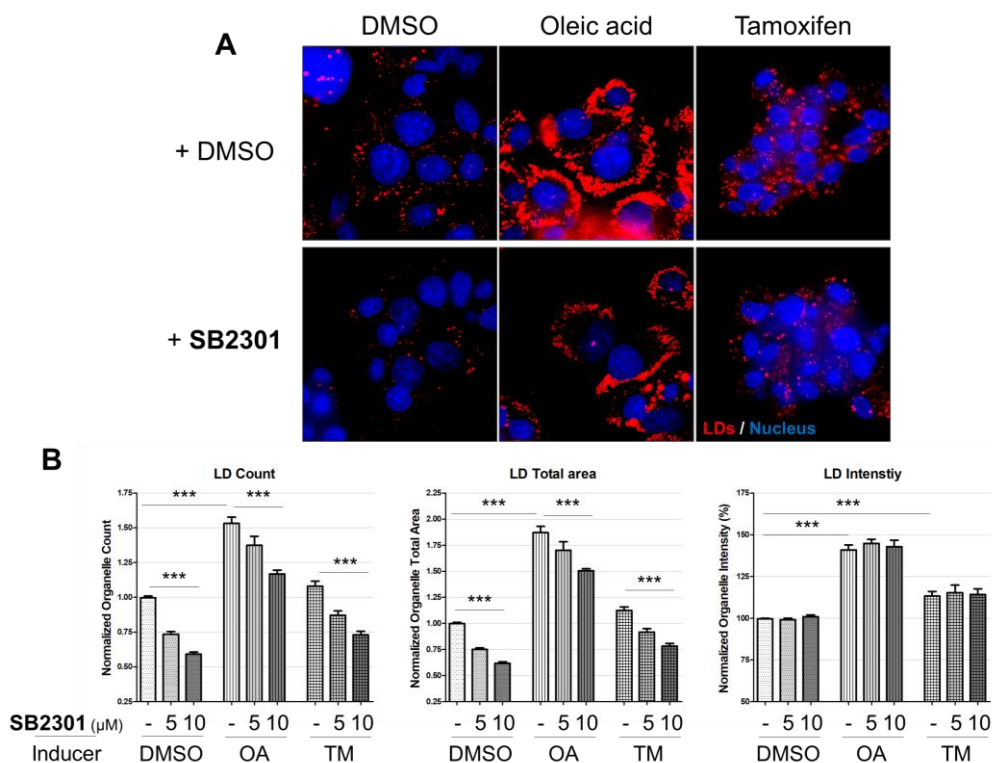 A
DMSO Oleic acid Tamoxifen
+ DMSO
+ SB2301
LDs / Nucleus
B
LD Count
Normalized Organelle Count
1.75
1.50
1.25
1.00
0.75
0.50
0.25
*** *** *** ***
LD Total area
Normalized Organelle Total Area
2.25
2.00
1.75
1.50
1.25
1.00
0.75
0.50
0.25
*** *** *** ***
LD Intenstiy
Normalized Organelle Intensity (%)
175
150
125
100
75
50
***
***
SB2301 (μM) - 5 10 - 5 10 - 5 10 - 5 10 - 5 10 - 5 10 - 5 10 - 5 10 - 5 10
Inducer DMSO OA TM DMSO OA TM DMSO OA TM